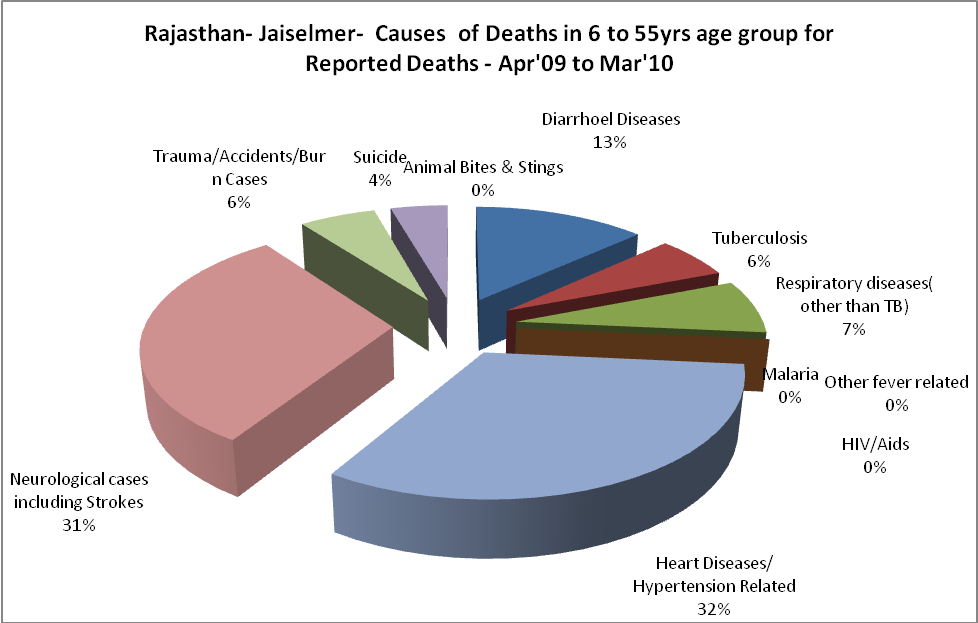 Rajasthan- Jaiselmer-  Causes  of Deaths in 6 to 55yrs age group for
Reported Deaths - Apr'09 to Mar'10
Diarrhoel Diseases
13%
Trauma/Accidents/Bur
n Cases
6%
Suicide
4%
Animal Bites & Stings
0%
Tuberculosis
6%
Respiratory diseases(
other than TB)
7%
Malaria
0%
Other fever related
0%
HIV/Aids
0%
Neurological cases
including Strokes
31%
Heart Diseases/
Hypertension Related
32%